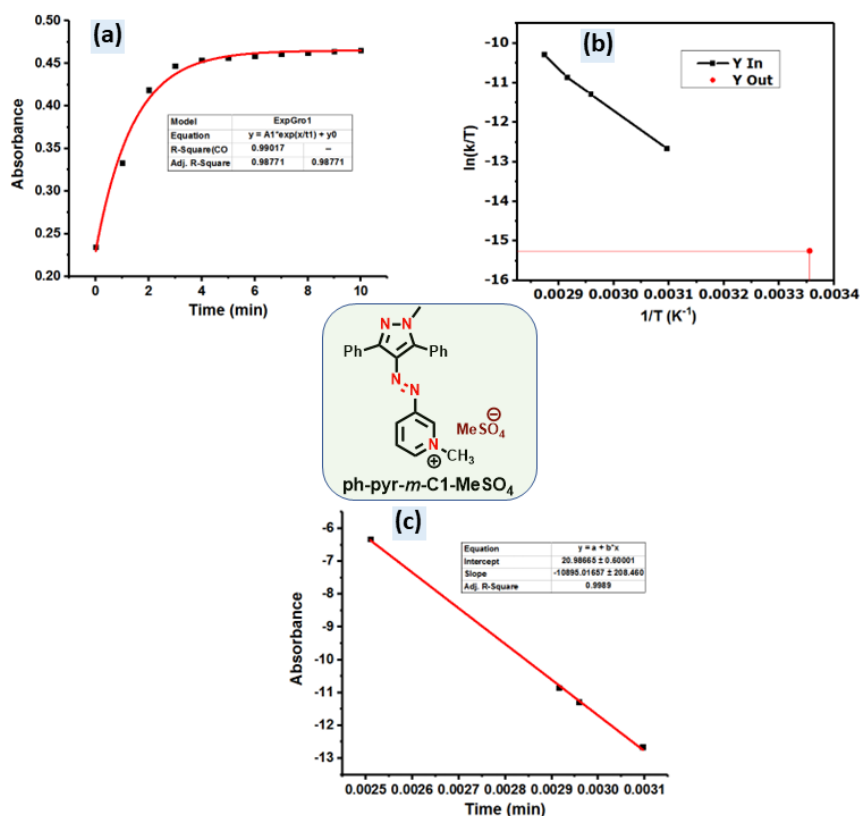 (a)
0.50
0.45
0.40
0.35
0.30
0.25
0.20
Absorbance
0 2 4 6 8 10
Time (min)
Model ExpGro1
Equation y = A1*exp(x/t1) + y0
R-Square(CO 0.99017 --
Adj. R-Square 0.98771 0.98771
(b)
-10
-11
-12
-13
-14
-15
-16
ln(k/T)
Y In
Y Out
0.0029 0.0030 0.0031 0.0032 0.0033 0.0034
1/T (K-1)
N N
Ph Ph
N
N
N
⊕
CH3
⊖
MeSO4
ph-pyr-m-C1-MeSO4
(c)
-6
-7
-8
-9
-10
-11
-12
-13
Absorbance
Equation y = a + b*x
Intercept 20.98665 ± 0.60001
Slope -10895.01657 ± 208.460
Adj. R-Square 0.9989
0.0025 0.0026 0.0027 0.0028 0.0029 0.0030 0.0031
Time (min)